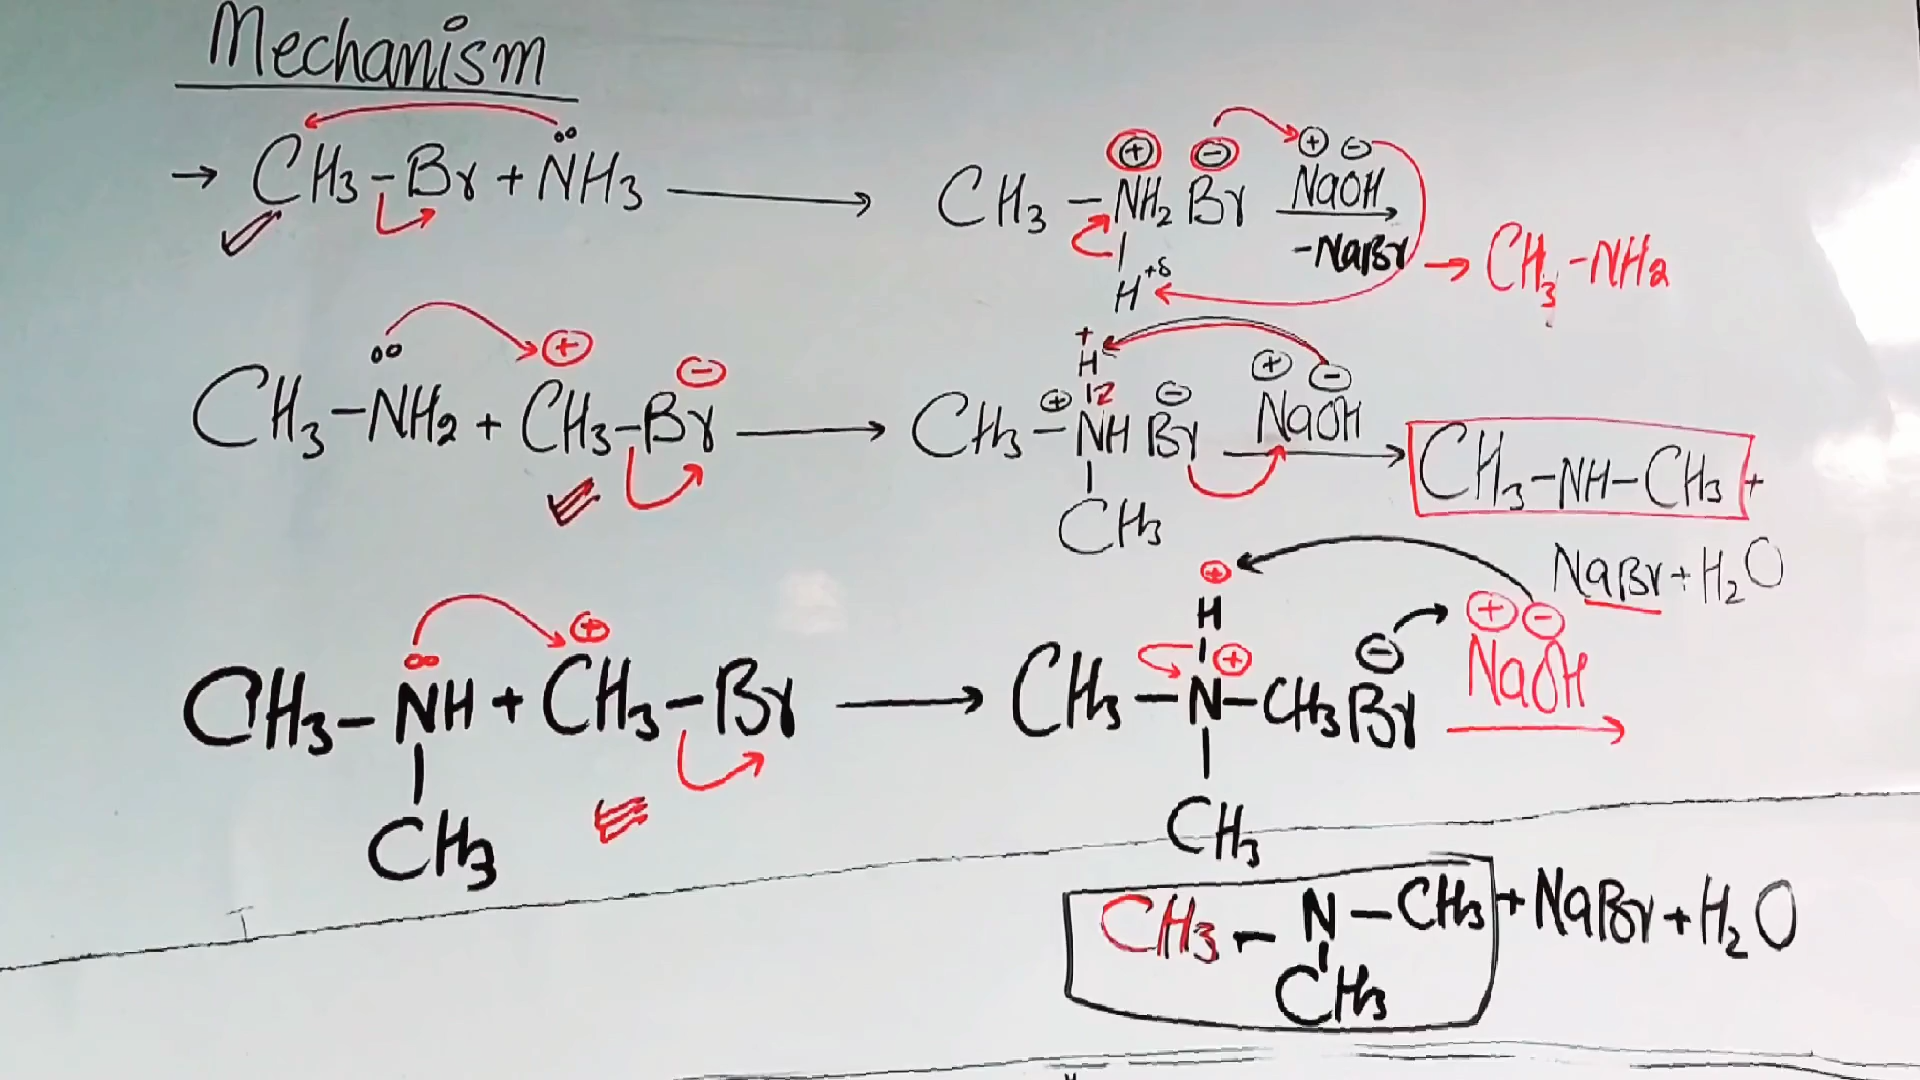 Mechanism
→ CH3-Br + NH3 → CH3-NH2 Br NaOH -NaBr → CH3-NH2
⊕ ⊖ ⊕ ⊖
H +δ
CH3-NH2 + CH3-Br → CH3-NH Br NaOH → CH3-NH-CH3 +
⊕ ⊖ + H ⊕ ⊖ ⊕ ⊖
CH3
NaBr + H2O
CH3-NH + CH3-Br → CH3-N-CH3 Br NaOH →
⊕ ⊕ H ⊕ ⊖ ⊕ ⊖
CH3 CH3
CH3-N-CH3 + NaBr + H2O
CH3